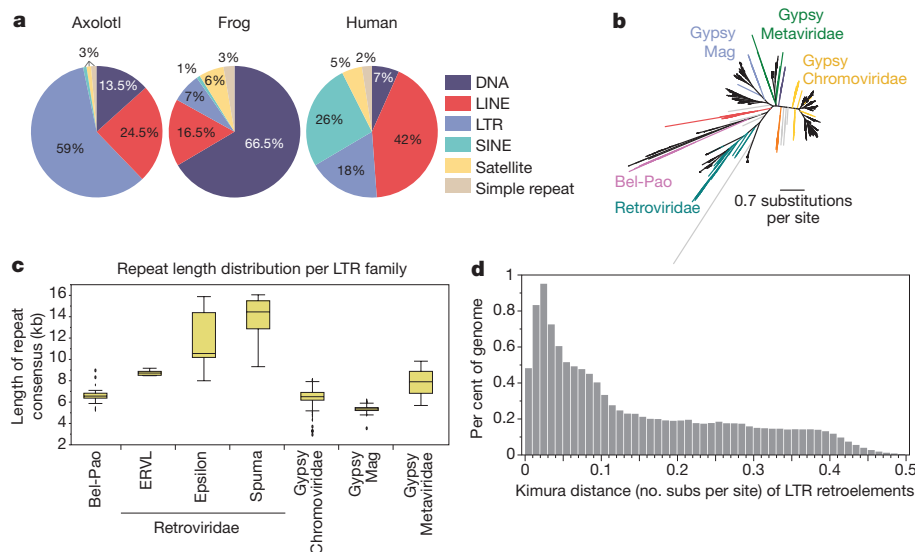 a
Axolotl
Frog
Human
3%
13.5%
24.5%
59%
1%
3%
6%
7%
16.5%
66.5%
5%
2%
7%
26%
42%
18%
DNA
LINE
LTR
SINE
Satellite
Simple repeat
b
Gypsy
Metaviridae
Gypsy
Mag
Gypsy
Chromoviridae
Bel-Pao
Retroviridae
0.7 substitutions
per site
c
Repeat length distribution per LTR family
Length of repeat
consensus (kb)
16
14
12
10
8
6
4
2
Bel-Pao
ERVL
Epsilon
Spuma
Gypsy
Chromoviridae
Gypsy
Mag
Gypsy
Metaviridae
Retroviridae
d
Per cent of genome
1
0.8
0.6
0.4
0.2
0
0
0.1
0.2
0.3
0.4
0.5
Kimura distance (no. subs per site) of LTR retroelements